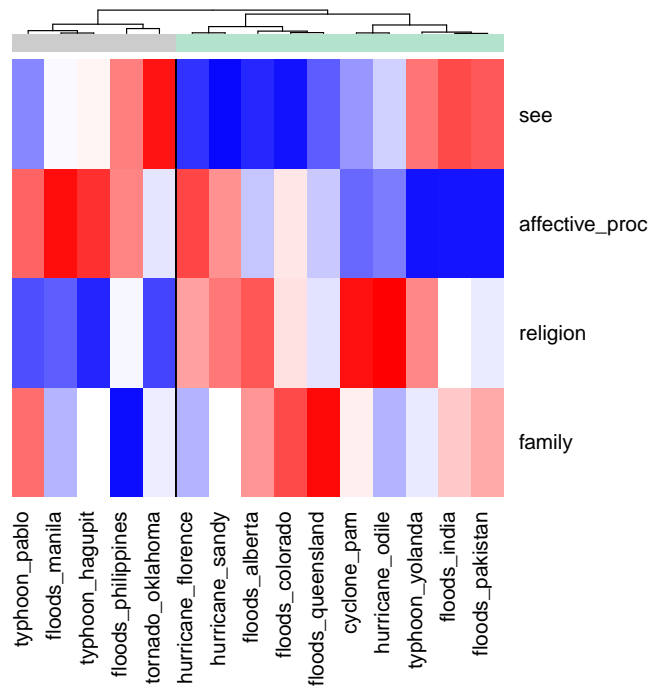 see
affective_proc
religion
family
typhoon_pablo
floods_manila
typhoon_hagupit
floods_philippines
tornado_oklahoma
hurricane_florence
hurricane_sandy
floods_alberta
floods_colorado
floods_queensland
cyclone_pam
hurricane_odile
typhoon_yolanda
floods_india
floods_pakistan